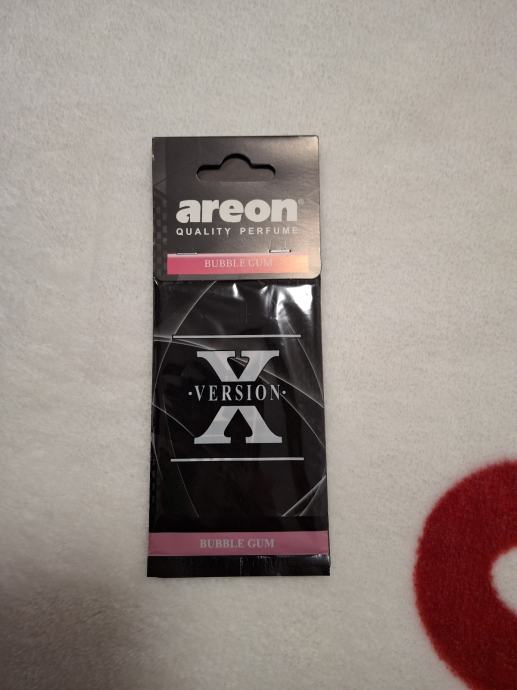 areon®
QUALITY PERFUME
BUBBLE GUM
X
·VERSION·
BUBBLE GUM